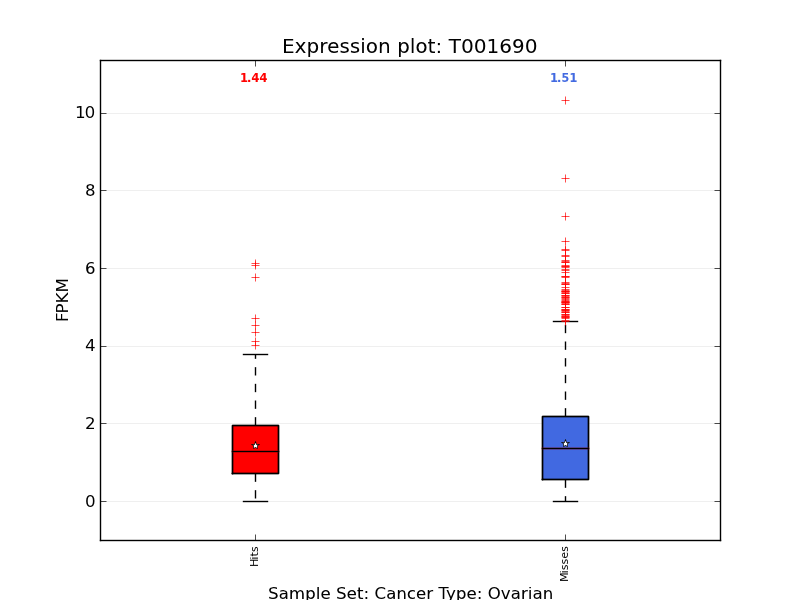 Expression plot: T001690
1.44
1.51
10
8
6
4
2
0
FPKM
Hits
Misses
Sample Set: Cancer Type: Ovarian